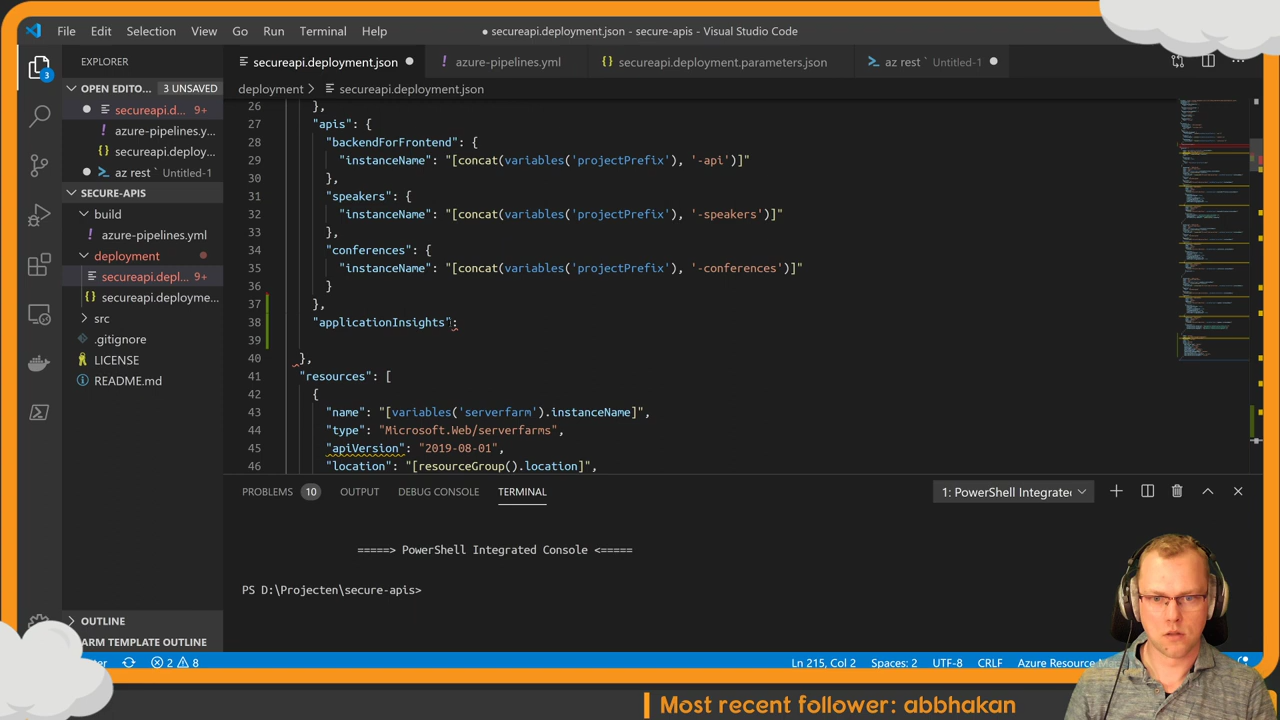 File Edit Selection View Go Run Terminal Help
● secureapi.deployment.json - secure-apis - Visual Studio Code
EXPLORER
secureapi.deployment.json ●
azure-pipelines.yml
secureapi.deployment.parameters.json
az rest ` Untitled-1 ●
3
OPEN EDITO... 3 UNSAVED
secureapi.d... 9+
azure-pipelines.y...
secureapi.deploy...
az rest ` Untitled-1
SECURE-APIS
build
azure-pipelines.yml
deployment
secureapi.depl... 9+
secureapi.deployme...
src
.gitignore
LICENSE
README.md
OUTLINE
ARM TEMPLATE OUTLINE
deployment > secureapi.deployment.json
26 },
27 "apis": {
28 "backendForFrontend": {
29 "instanceName": "[concat(variables('projectPrefix'), '-api')]"
30 },
31 "speakers": {
32 "instanceName": "[concat(variables('projectPrefix'), '-speakers')]"
33 },
34 "conferences": {
35 "instanceName": "[concat(variables('projectPrefix'), '-conferences')]"
36 }
37 },
38 "applicationInsights":
39
40 },
41 "resources": [
42 {
43 "name": "[variables('serverfarm').instanceName]",
44 "type": "Microsoft.Web/serverfarms",
45 "apiVersion": "2019-08-01",
46 "location": "[resourceGroup().location]",
PROBLEMS 10 OUTPUT DEBUG CONSOLE TERMINAL
1: PowerShell Integrate
=====> PowerShell Integrated Console <=====
PS D:\Projecten\secure-apis>
2 8
Ln 215, Col 2 Spaces: 2 UTF-8 CRLF Azure Resource
Most recent follower: abbhakan